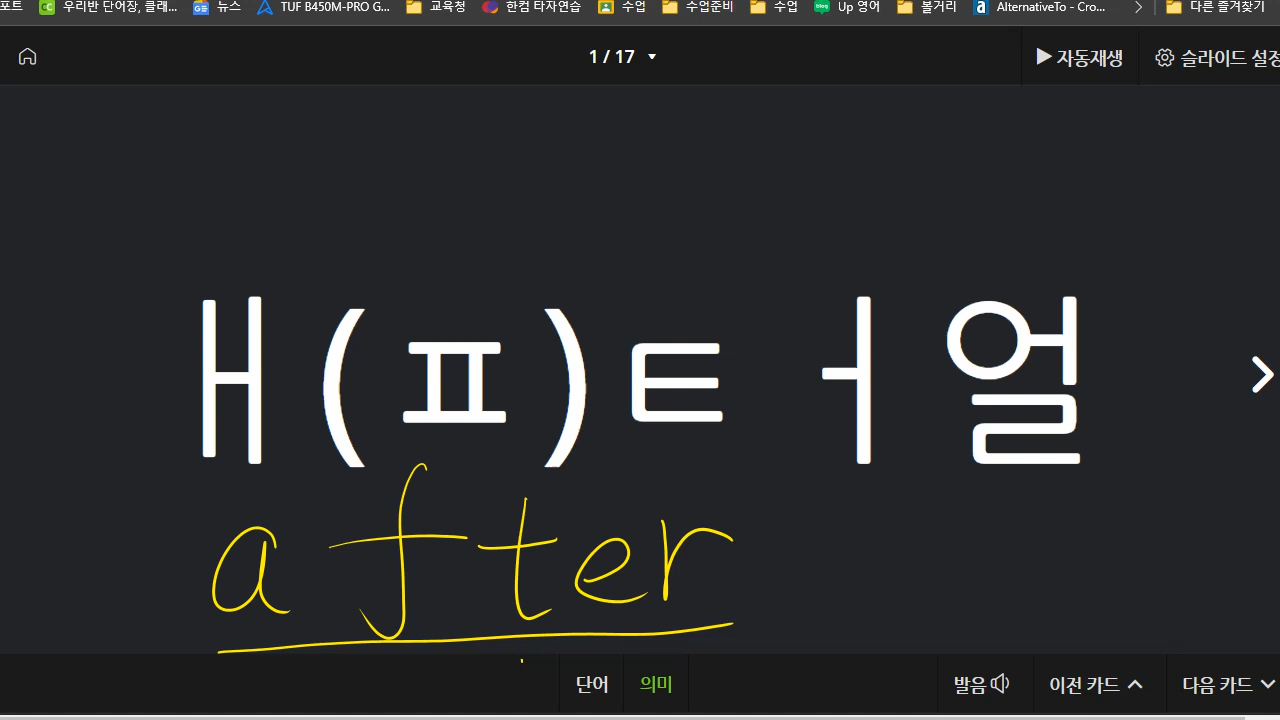 포트 우리반 단어장, 클래... 뉴스 TUF B450M-PRO G... 교육청 한컴 타자연습 수업 수업준비 수업 Up 영어 볼거리 AlternativeTo - Cro... 다른 즐겨찾기
1 / 17 자동재생 슬라이드 설정
ㅐ(ㅍ)ㅌ ㅓ얼
after
단어 의미 발음 이전 카드 다음 카드